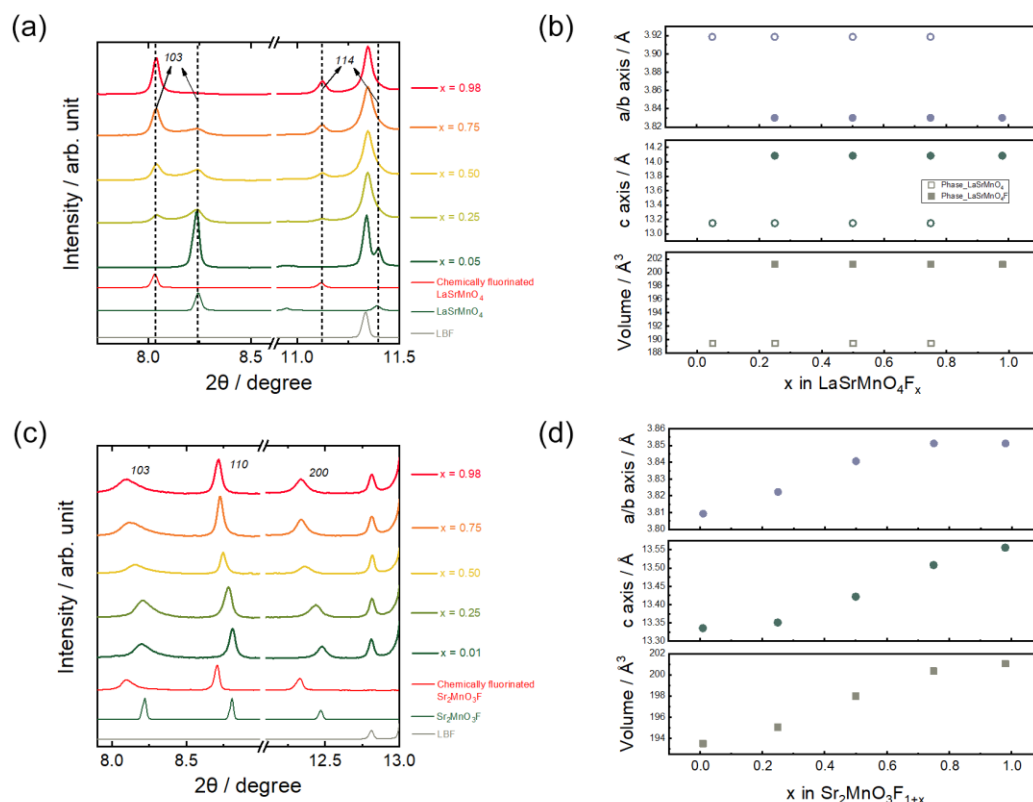 (a)
Intensity / arb. unit
103
114
x = 0.98
x = 0.75
x = 0.50
x = 0.25
x = 0.05
Chemically fluorinated
LaSrMnO₄
LaSrMnO₄
LBF
8.0 8.5 11.0 11.5
2θ / degree
(b)
a/b axis / Å
3.92
3.90
3.88
3.86
3.84
3.82
c axis / Å
14.0
13.8
13.6
13.4
13.2
13.0
Phase_LaSrMnO₄
Phase_LaSrMnO₄F
Volume / Å³
202
200
198
196
194
192
190
188
0.0 0.2 0.4 0.6 0.8 1.0
x in LaSrMnO₄Fₓ
(c)
Intensity / arb. unit
103
110
200
x = 0.98
x = 0.75
x = 0.50
x = 0.25
x = 0.01
Chemically fluorinated
Sr₂MnO₃F
Sr₂MnO₃F
LBF
8.0 8.5 12.5 13.0
2θ / degree
(d)
a/b axis / Å
3.86
3.85
3.84
3.83
3.82
3.81
3.80
c axis / Å
13.55
13.50
13.45
13.40
13.35
13.30
Volume / Å³
202
200
198
196
194
0.0 0.2 0.4 0.6 0.8 1.0
x in Sr₂MnO₃F₁₊ₓ